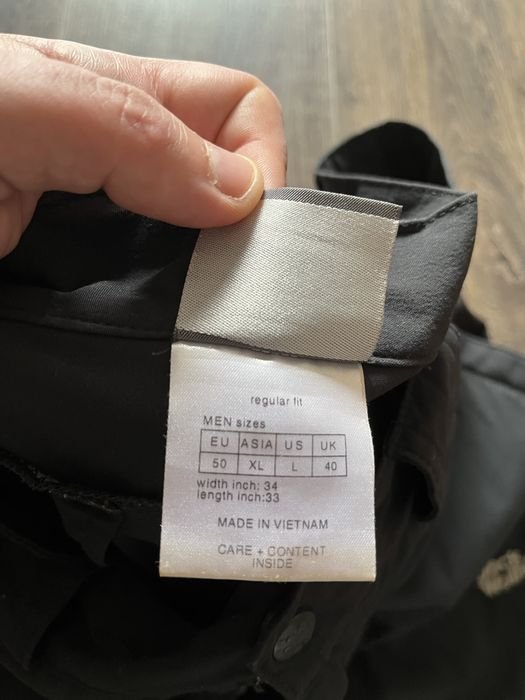 regular fit
MEN sizes
EU ASIA US UK
50 XL L 40
width inch: 34
length inch:33
MADE IN VIETNAM
CARE + CONTENT
INSIDE